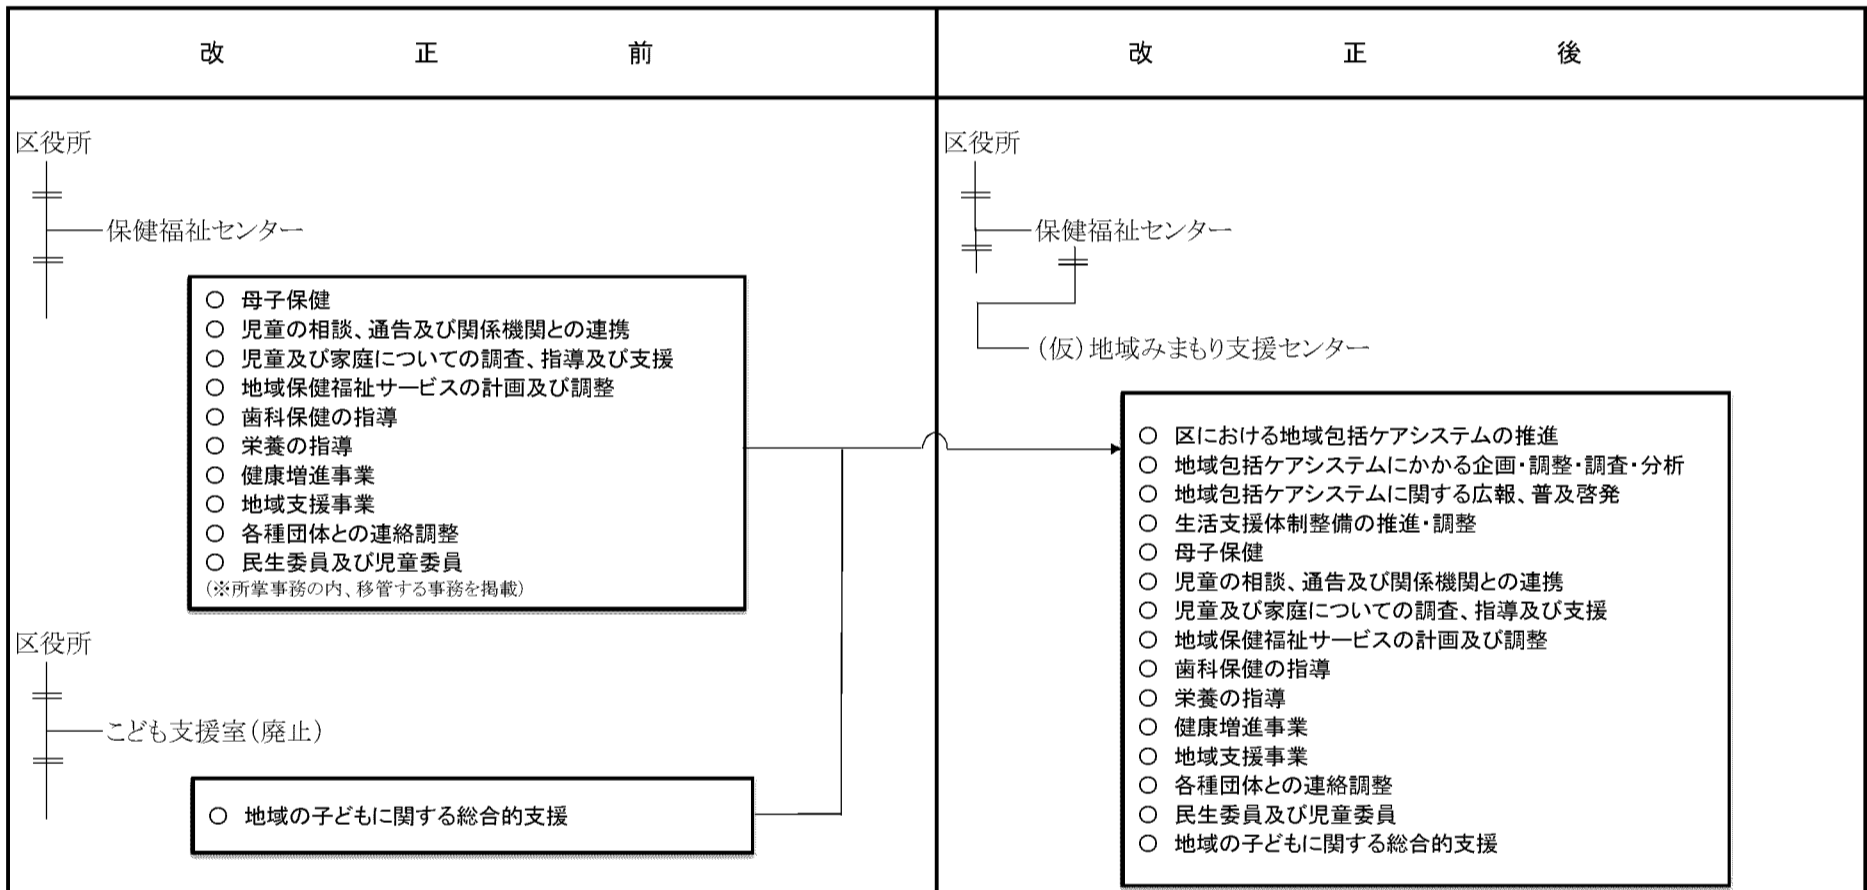 改正前
区役所
保健福祉センター
○ 母子保健
○ 児童の相談、通告及び関係機関との連携
○ 児童及び家庭についての調査、指導及び支援
○ 地域保健福祉サービスの計画及び調整
○ 歯科保健の指導
○ 栄養の指導
○ 健康増進事業
○ 地域支援事業
○ 各種団体との連絡調整
○ 民生委員及び児童委員
(※所掌事務の内、移管する事務を掲載)
区役所
こども支援室(廃止)
○ 地域の子どもに関する総合的支援
改正後
区役所
保健福祉センター
(仮)地域みまもり支援センター
○ 区における地域包括ケアシステムの推進
○ 地域包括ケアシステムにかかる企画・調整・調査・分析
○ 地域包括ケアシステムに関する広報、普及啓発
○ 生活支援体制整備の推進・調整
○ 母子保健
○ 児童の相談、通告及び関係機関との連携
○ 児童及び家庭についての調査、指導及び支援
○ 地域保健福祉サービスの計画及び調整
○ 歯科保健の指導
○ 栄養の指導
○ 健康増進事業
○ 地域支援事業
○ 各種団体との連絡調整
○ 民生委員及び児童委員
○ 地域の子どもに関する総合的支援